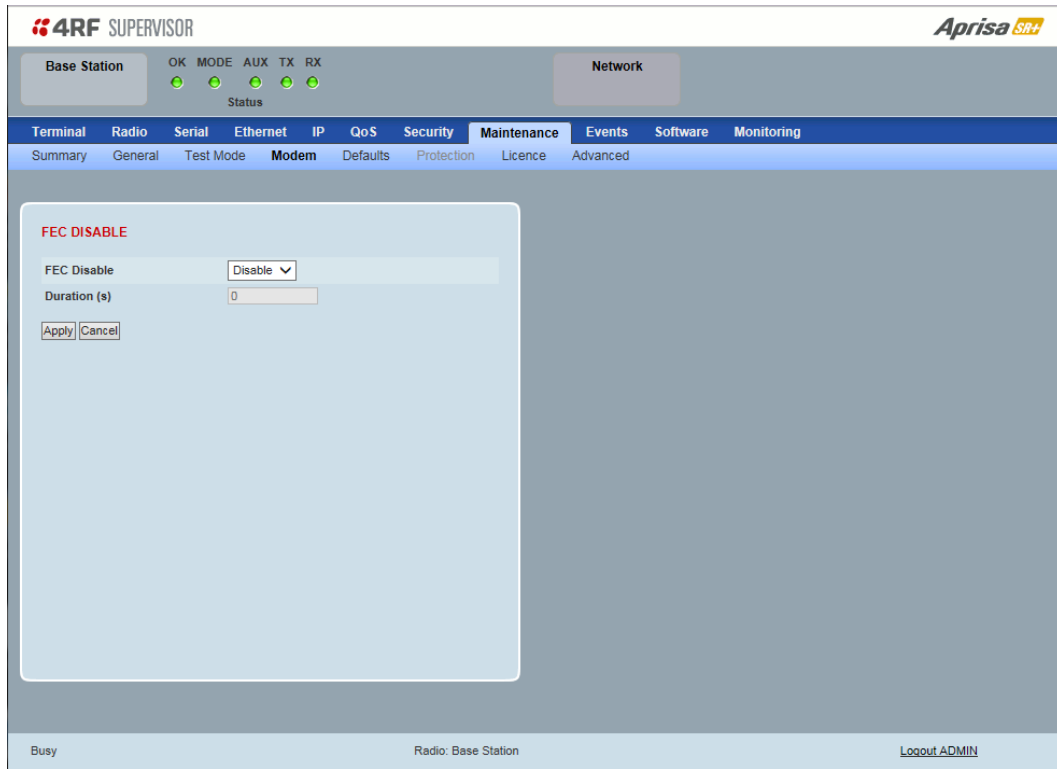 4RF SUPERVISOR
Aprisa SR+
Base Station
OK MODE AUX TX RX
Status
Network
Terminal Radio Serial Ethernet IP QoS Security Maintenance Events Software Monitoring
Summary General Test Mode Modem Defaults Protection Licence Advanced
FEC DISABLE
FEC Disable Disable
Duration (s) 0
Apply Cancel
Busy Radio: Base Station Logout ADMIN